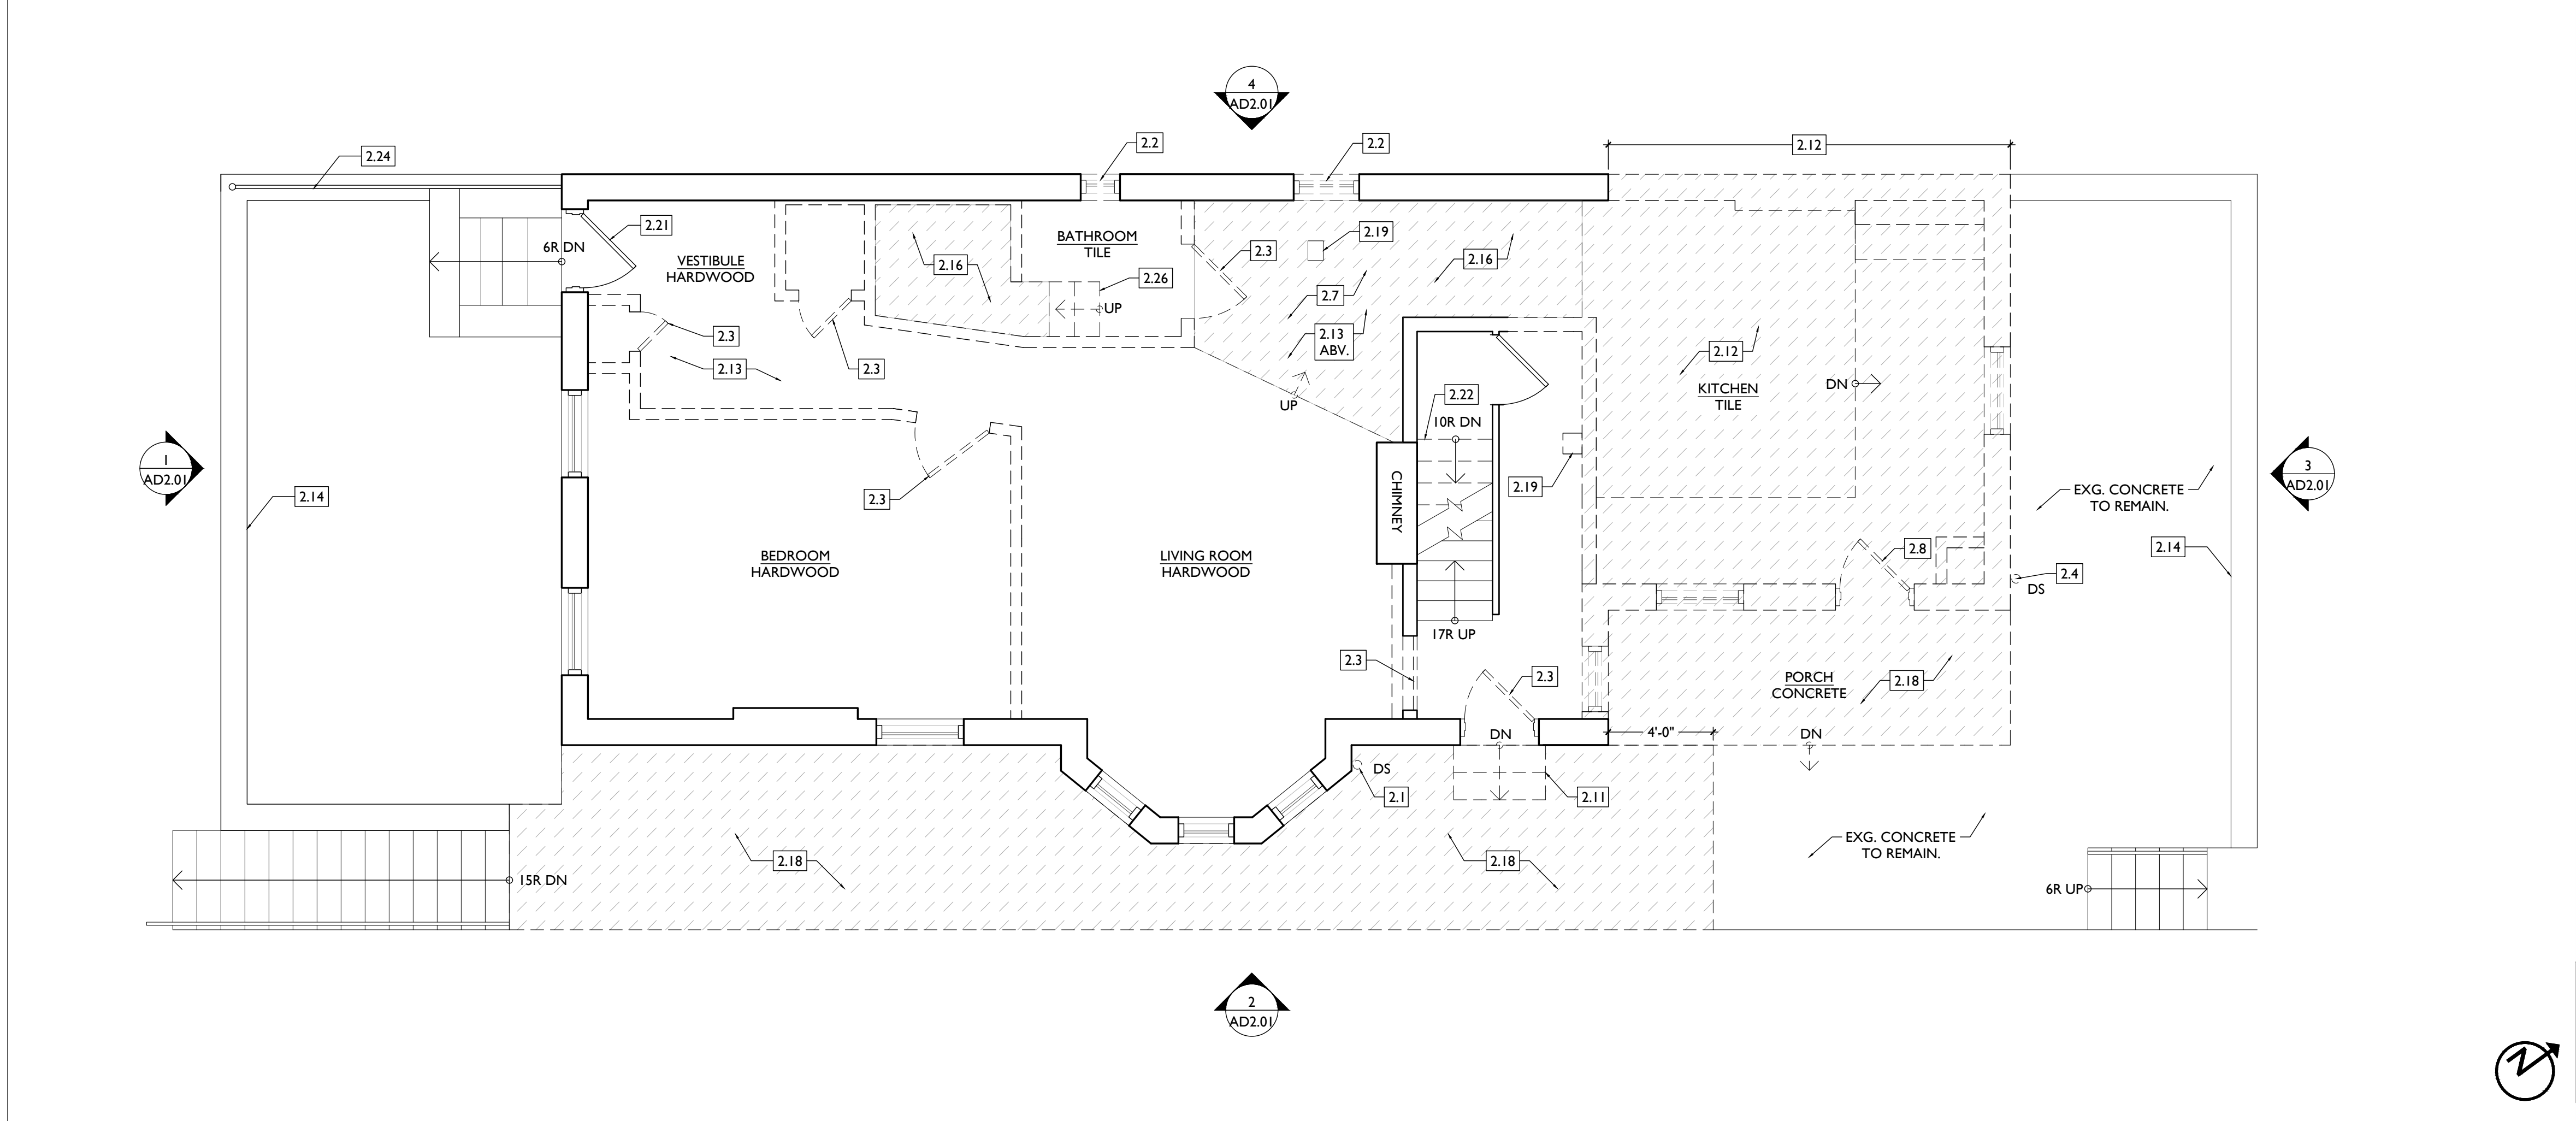 4
AD2.01
2.2
2.2
2.12
2.24
2.21
6R DN
VESTIBULE
HARDWOOD
2.16
BATHROOM
TILE
2.26
UP
2.3
2.19
2.16
2.7
2.13
ABV.
UP
2.3
2.13
2.3
2.12
KITCHEN
TILE
DN
2.22
10R DN
1
AD2.01
2.14
2.3
CHIMNEY
2.19
EXG. CONCRETE
TO REMAIN.
3
AD2.01
BEDROOM
HARDWOOD
LIVING ROOM
HARDWOOD
2.8
2.14
2.4
DS
17R UP
2.3
2.3
PORCH
CONCRETE
2.18
DN
4'-0"
DN
DS
2.1
2.11
2.18
2.18
EXG. CONCRETE
TO REMAIN.
15R DN
6R UP
2
AD2.01
N